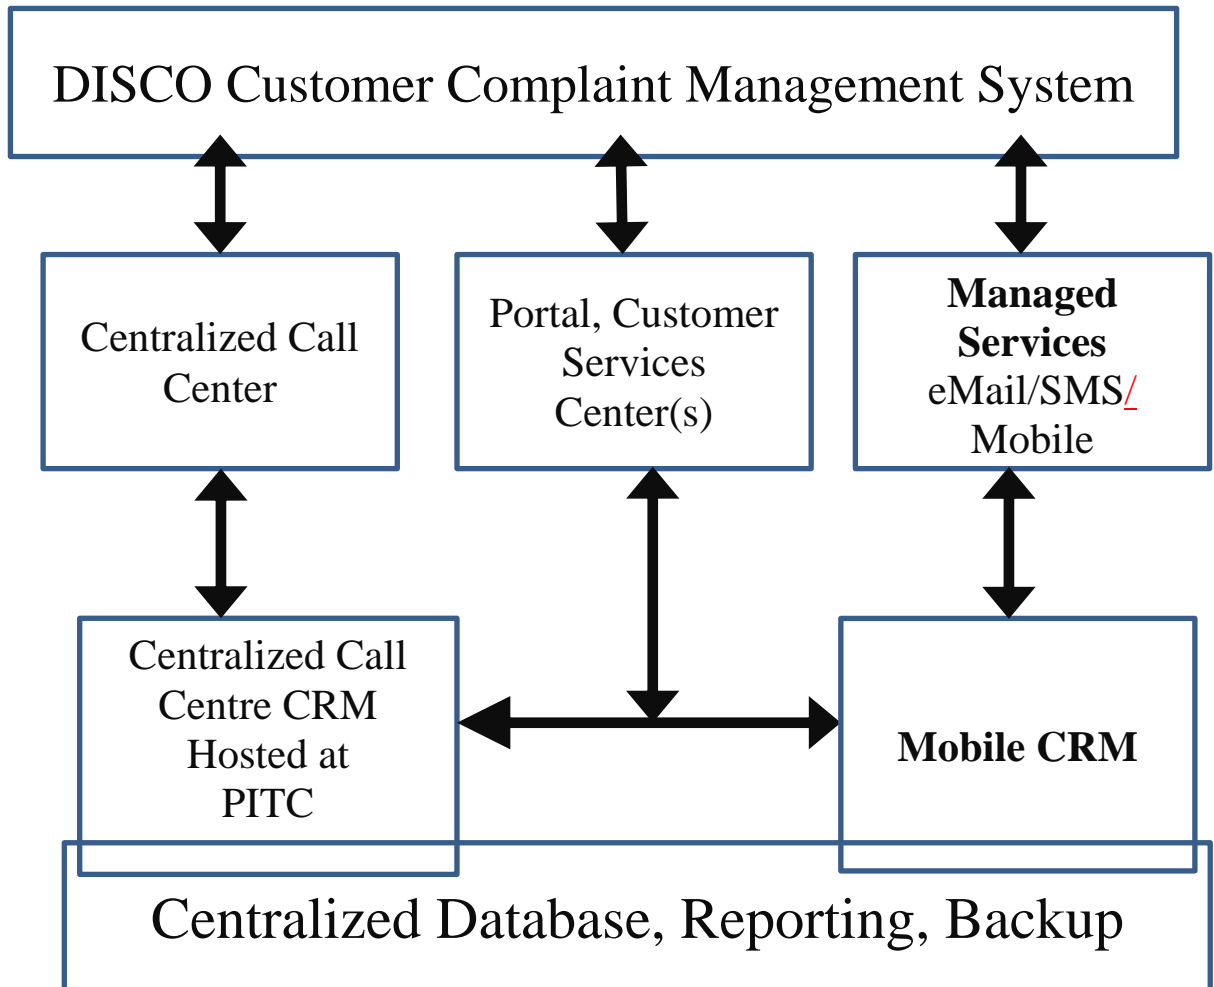 DISCO Customer Complaint Management System
Centralized Call
Center
Portal, Customer
Services
Center(s)
Managed
Services
eMail/SMS/
Mobile
Centralized Call
Centre CRM
Hosted at
PITC
Mobile CRM
Centralized Database, Reporting, Backup